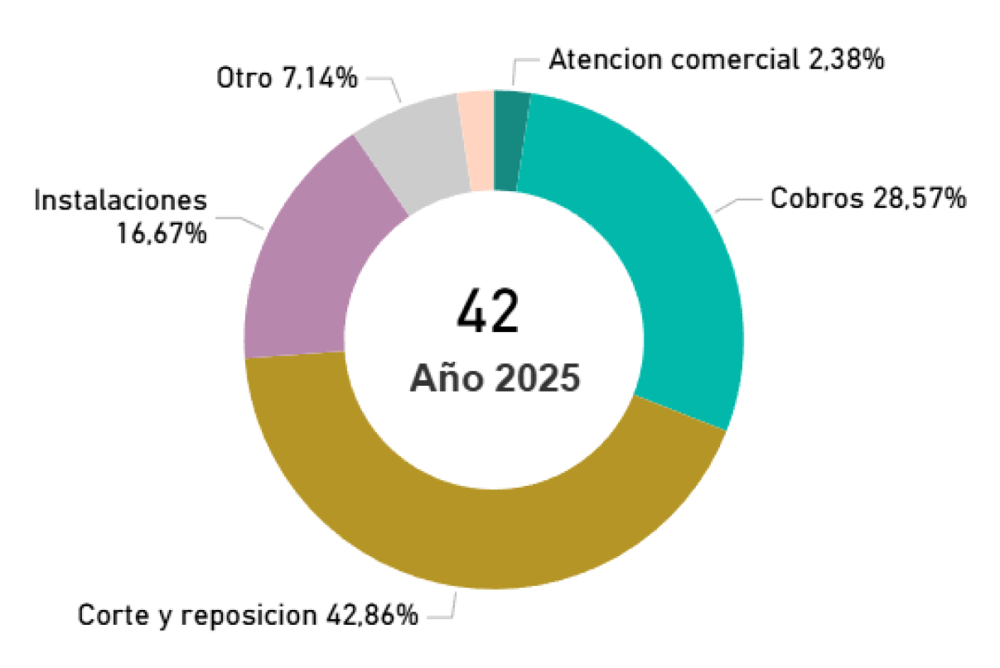 Atencion comercial 2,38%
Otro 7,14%
Cobros 28,57%
Instalaciones
16,67%
42
Año 2025
Corte y reposicion 42,86%